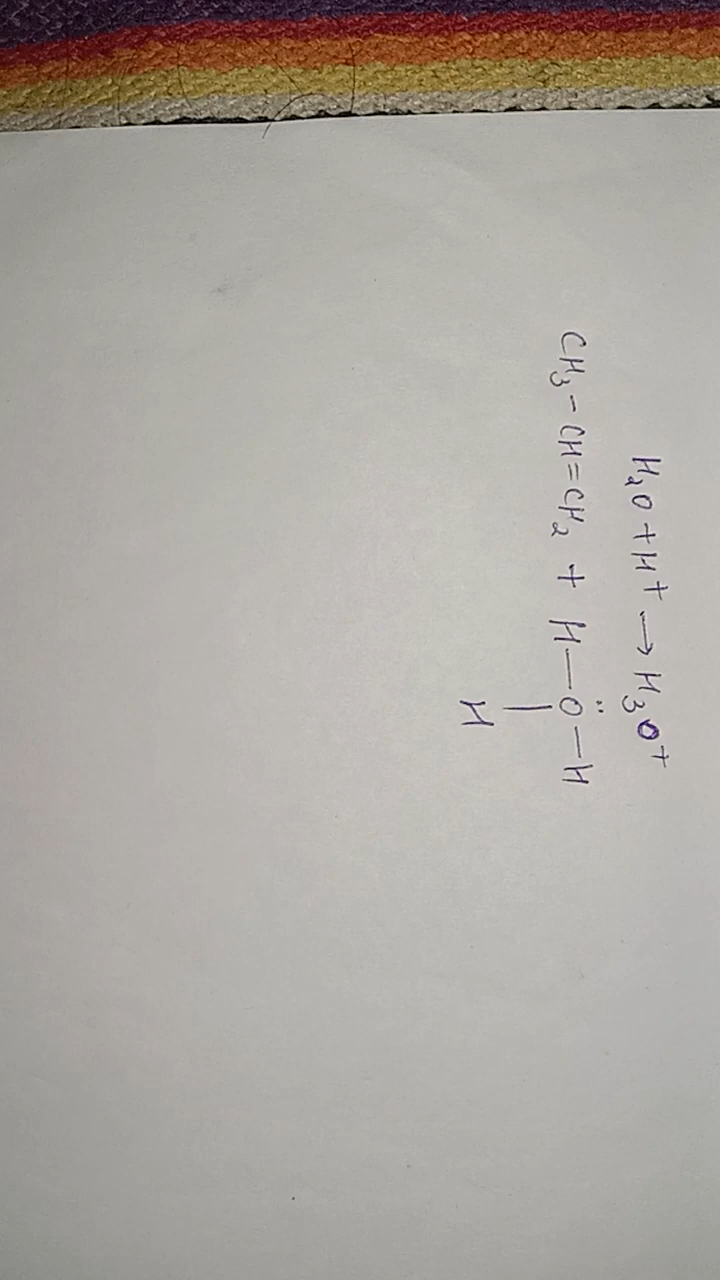 H₂O + H⁺ → H₃O⁺
CH₃ - CH = CH₂ + H — Ö — H
|
H